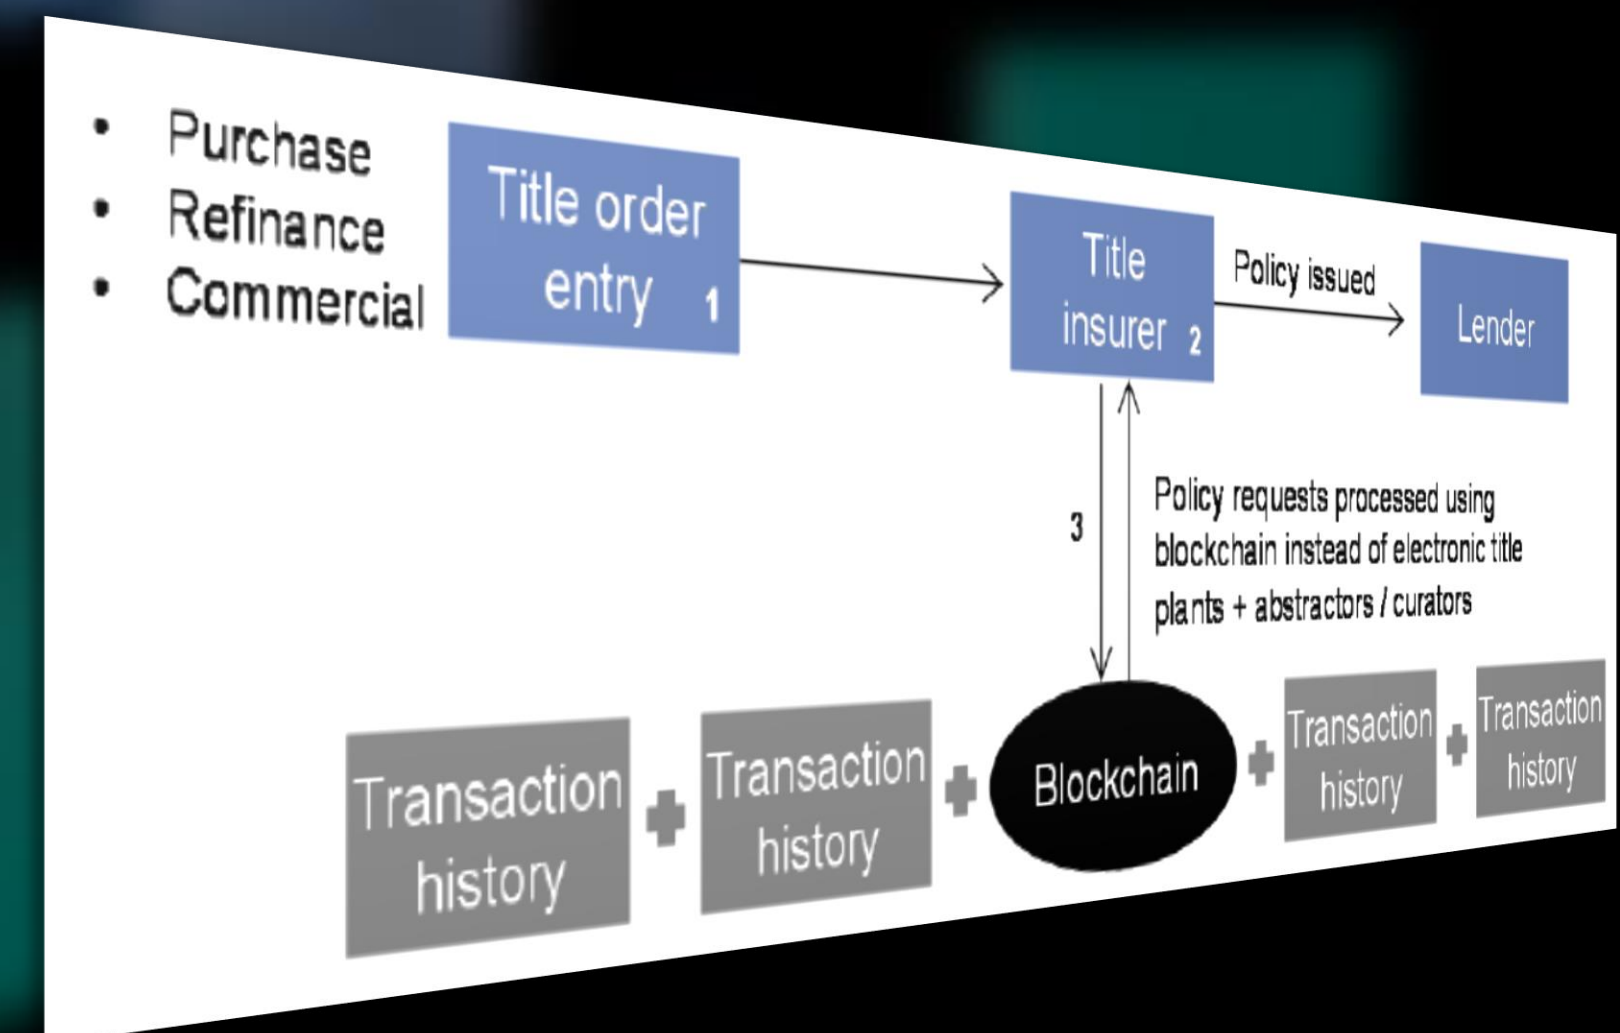 • Purchase
• Refinance
• Commercial
Title order
entry 1
Title
insurer 2
Policy issued
Lender
3
Policy requests processed using
blockchain instead of electronic title
plants + abstractors / curators
Transaction
history
Transaction
history
Blockchain
Transaction
history
Transaction
history